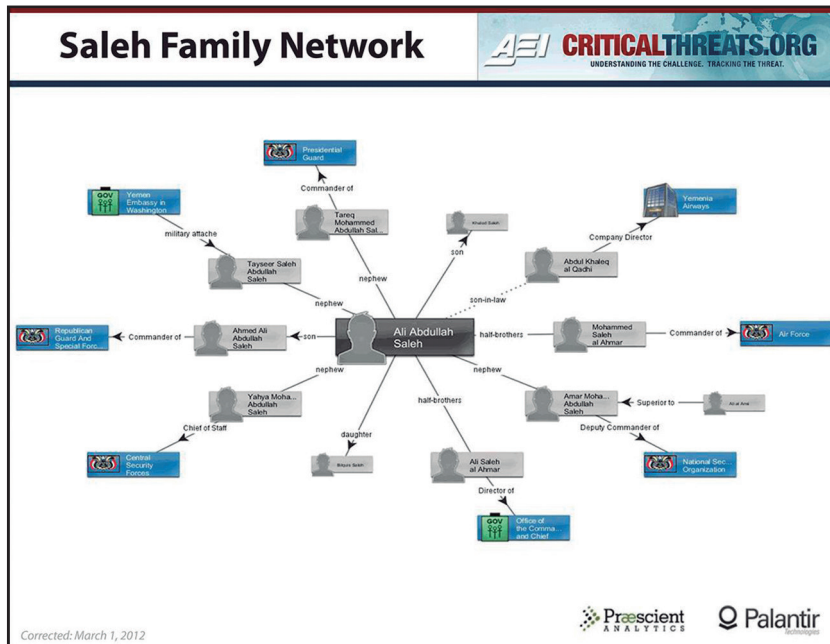 Saleh Family Network
AEI
CRITICALTHREATS.ORG
UNDERSTANDING THE CHALLENGE. TRACKING THE THREAT.
Presidential
Guard
Commander of
GOV
Yemen
Embassy in
Washington
military attache
Tareq
Mohammed
Abdullah Sal...
nephew
Khaled Saleh
son
Yemenia
Airways
Company Director
Abdul Khaleq
al Qadhi
son-in-law
Tayseer Saleh
Abdullah
Saleh
nephew
Republican
Guard And
Special Forc...
Commander of
Ahmed Ali
Abdullah
Saleh
son
Ali Abdullah
Saleh
half-brothers
Mohammed
Saleh
al Ahmar
Commander of
Air Force
nephew
Yahya Moha...
Abdullah
Saleh
Chief of Staff
Central
Security
Forces
nephew
Amar Moha...
Abdullah
Saleh
Superior to
Deputy Commander of
National Sec...
Organization
half-brothers
daughter
Saleh
Ali Saleh
al Ahmar
Director of
GOV
Office of
the Comma...
and Chief
Corrected: March 1, 2012
Præscient
ANALYTICS
Palantir
Technologies